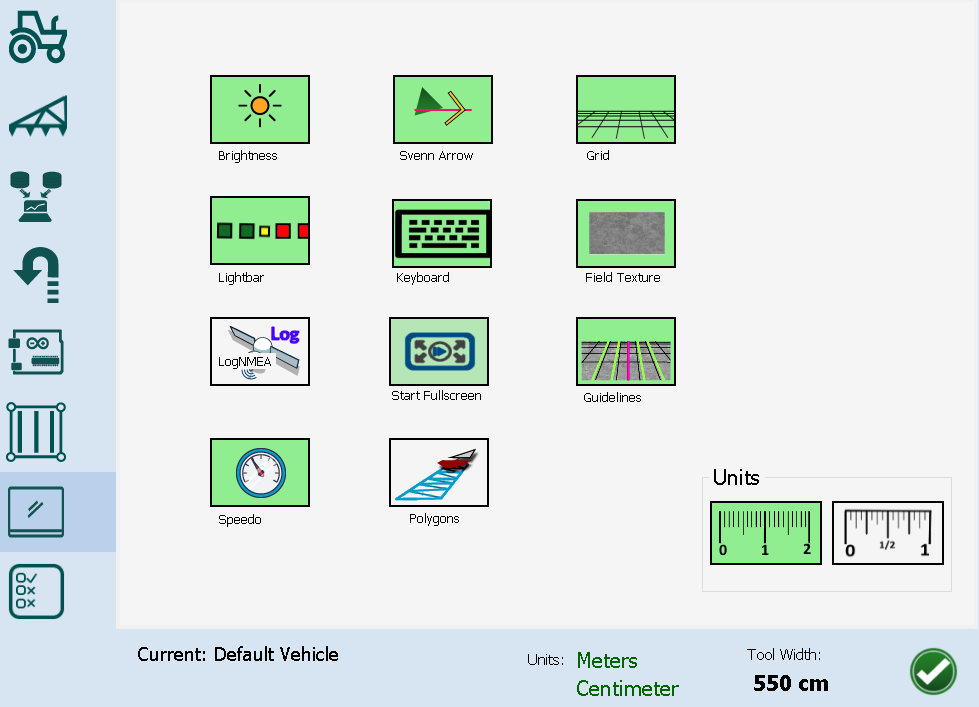 Brightness
Svenn Arrow
Grid
Lightbar
Keyboard
Field Texture
Log
LogNMEA
Start Fullscreen
Guidelines
Speedo
Polygons
Units
0 1 2
0 1/2 1
Current: Default Vehicle
Units: Meters
Centimeter
Tool Width:
550 cm